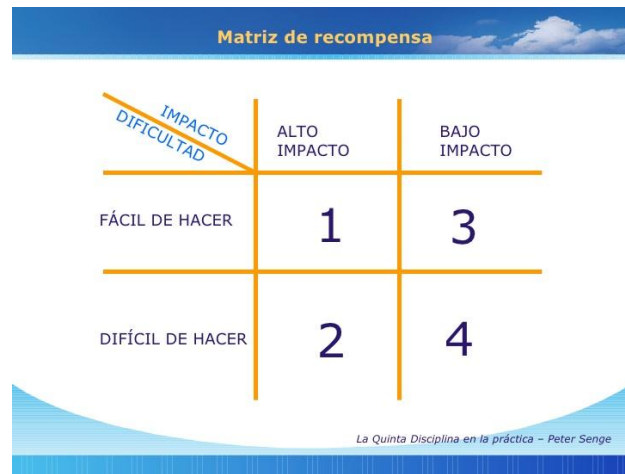 Matriz de recompensa
IMPACTO
DIFICULTAD
ALTO
IMPACTO
BAJO
IMPACTO
FÁCIL DE HACER
1
3
DIFÍCIL DE HACER
2
4
La Quinta Disciplina en la práctica – Peter Senge